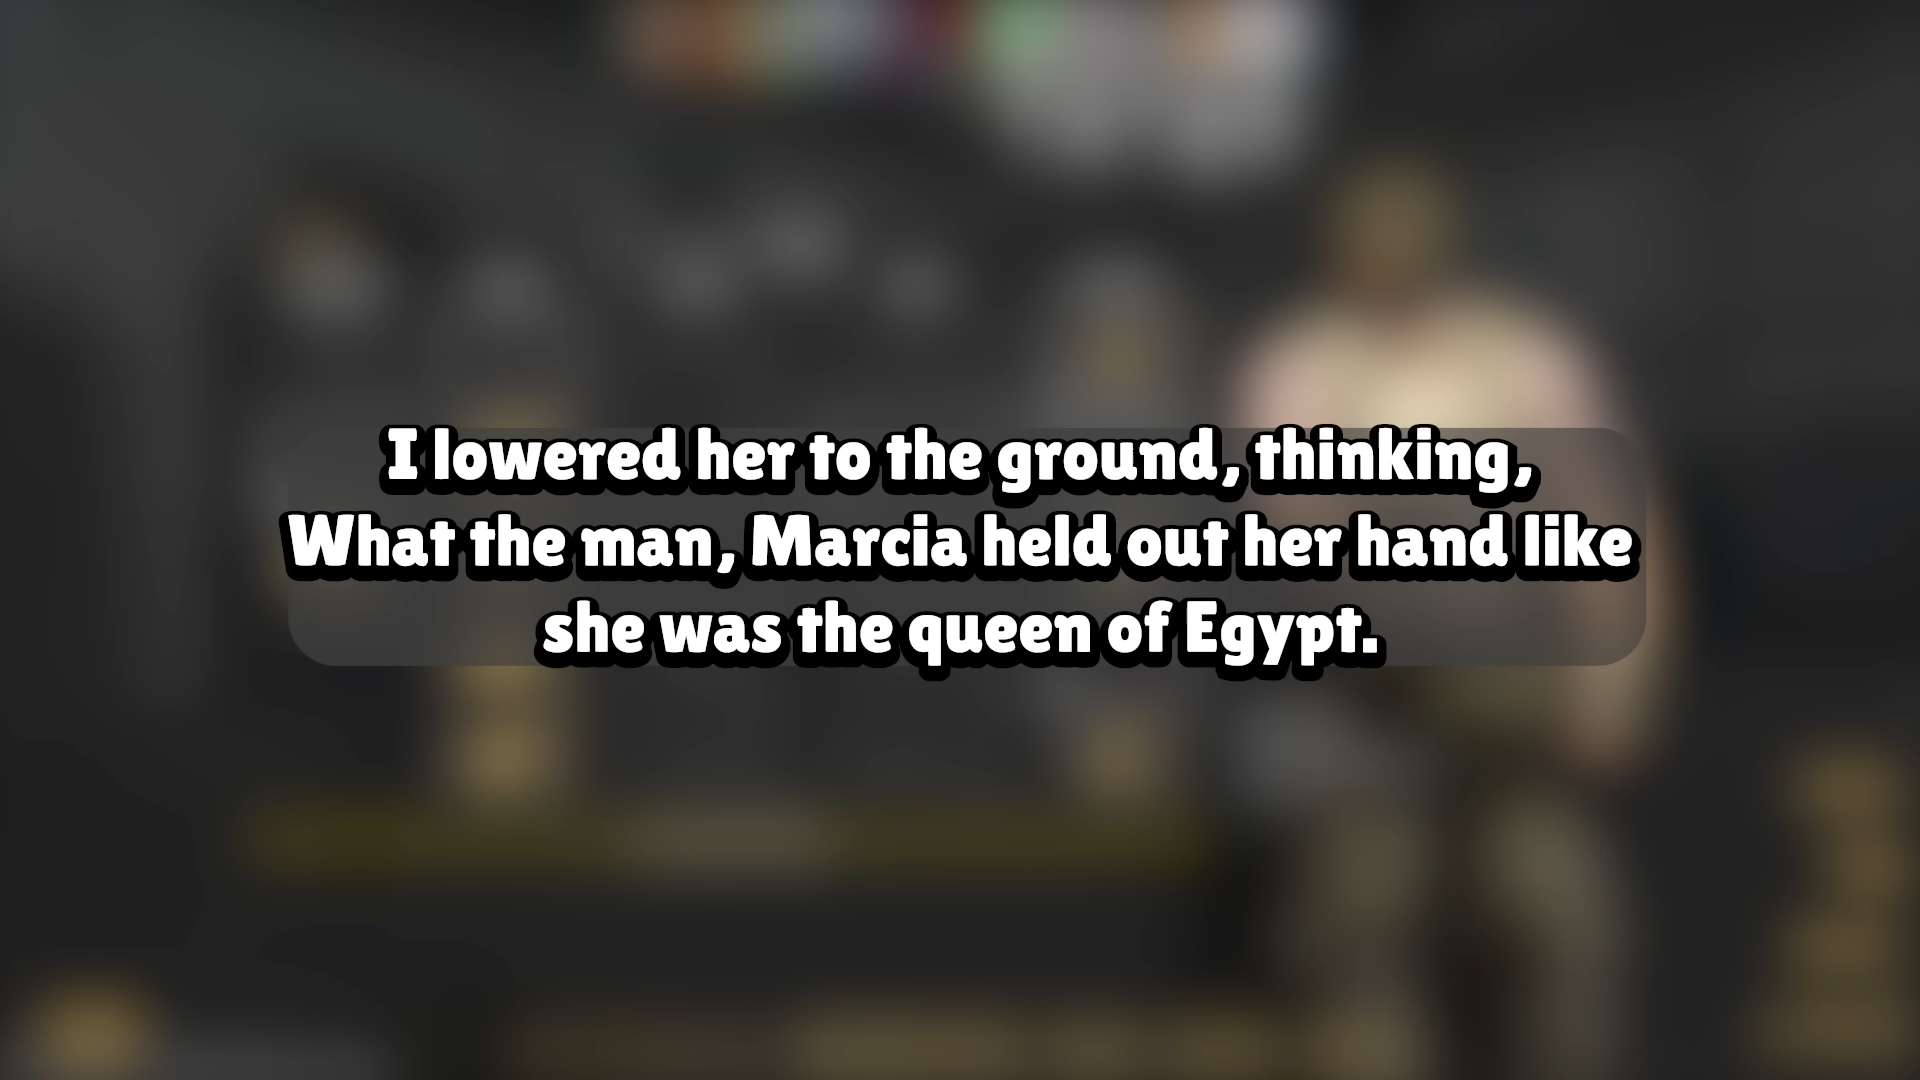 I lowered her to the ground, thinking,
What the man, Marcia held out her hand like
she was the queen of Egypt.